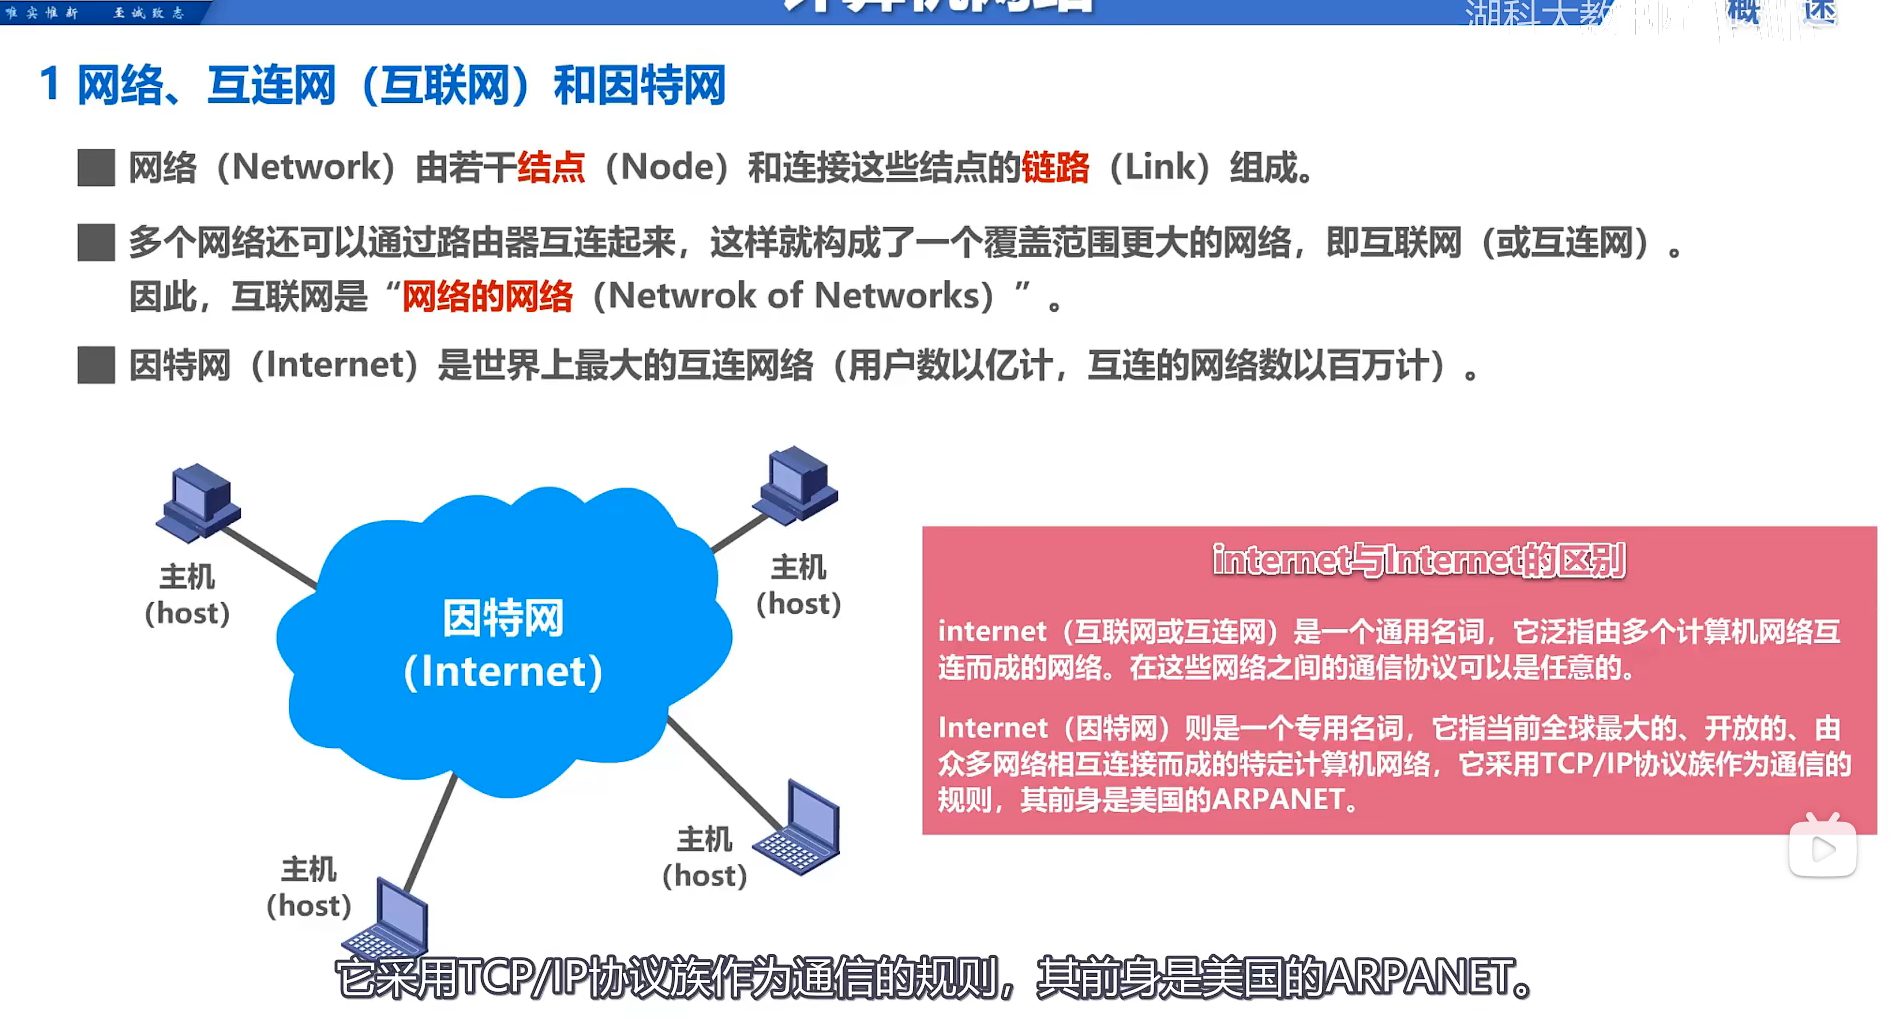 唯实惟新 至诚致志
计算机网络
概 述
1 网络、互连网（互联网）和因特网
网络（Network）由若干结点（Node）和连接这些结点的链路（Link）组成。
多个网络还可以通过路由器互连起来，这样就构成了一个覆盖范围更大的网络，即互联网（或互连网）。
因此，互联网是“网络的网络（Netwrok of Networks）”。
因特网（Internet）是世界上最大的互连网络（用户数以亿计，互连的网络数以百万计）。
主机
(host)
主机
(host)
因特网
(Internet)
主机
(host)
主机
(host)
internet与Internet的区别
internet（互联网或互连网）是一个通用名词，它泛指由多个计算机网络互
连而成的网络。在这些网络之间的通信协议可以是任意的。
Internet（因特网）则是一个专用名词，它指当前全球最大的、开放的、由
众多网络相互连接而成的特定计算机网络，它采用TCP/IP协议族作为通信的
规则，其前身是美国的ARPANET。
它采用TCP/IP协议族作为通信的规则，其前身是美国的ARPANET。